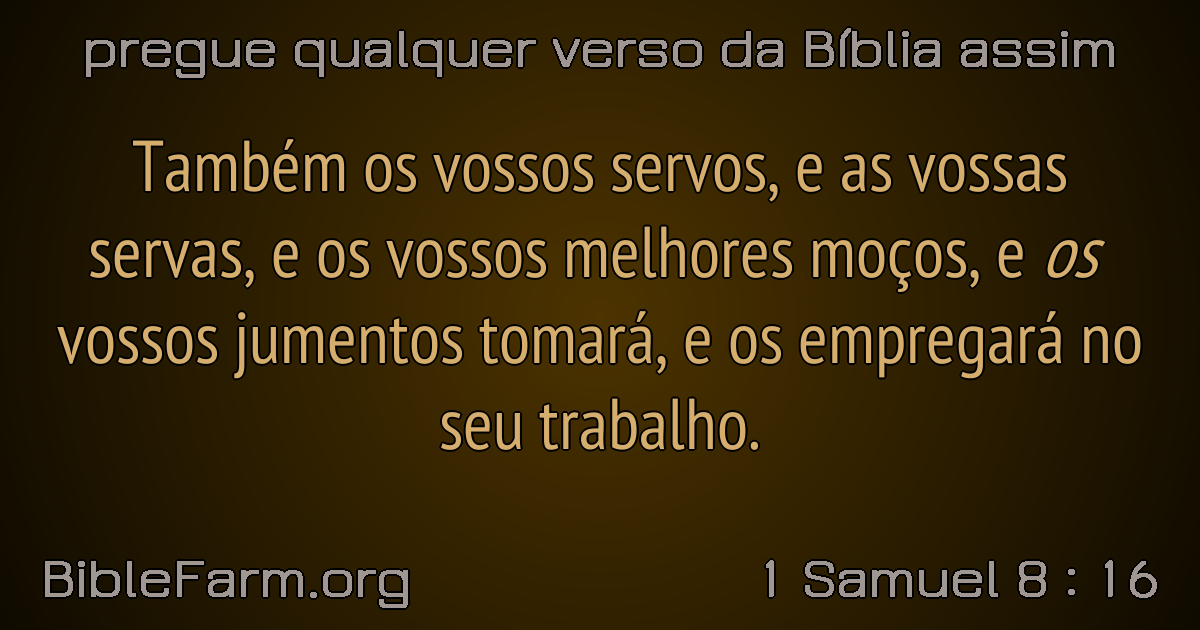 pregue qualquer verso da Bíblia assim
Também os vossos servos, e as vossas
servas, e os vossos melhores moços, e os
vossos jumentos tomará, e os empregará no
seu trabalho.
BibleFarm.org
1 Samuel 8 : 16